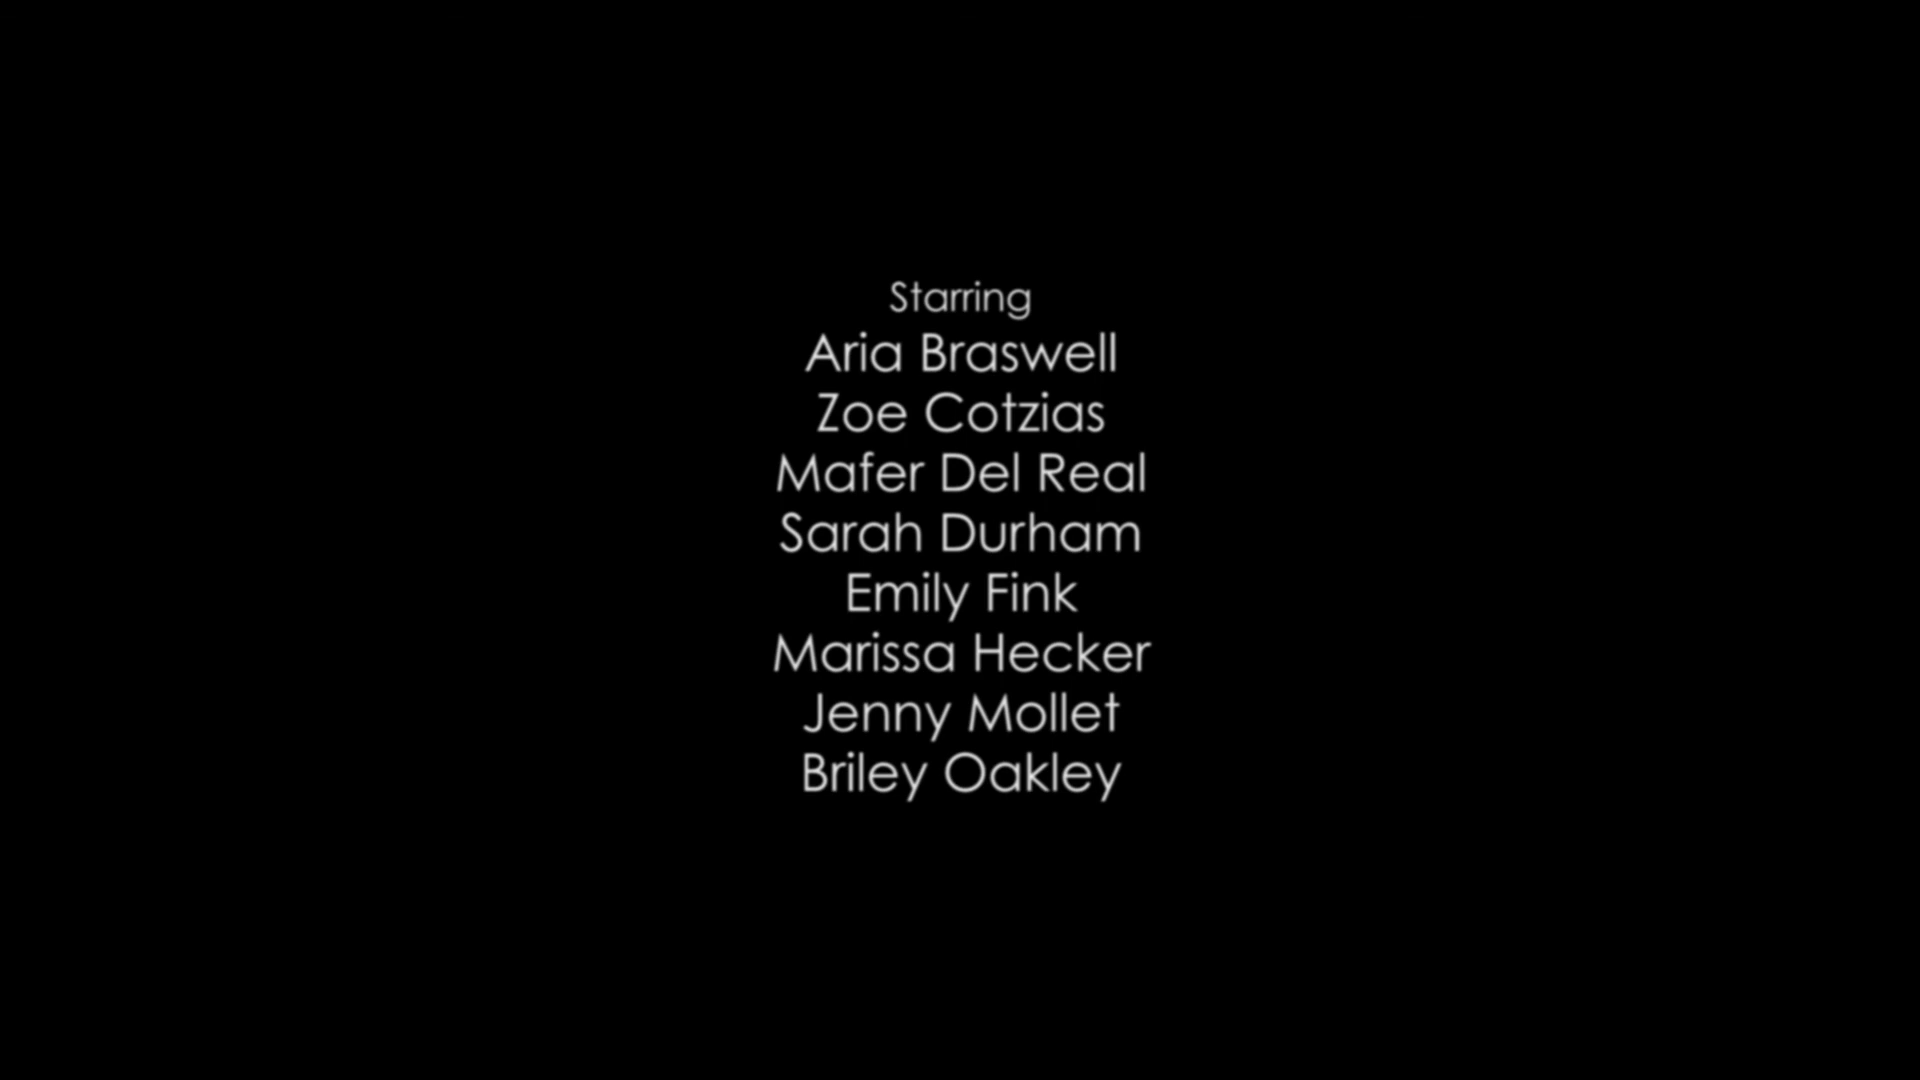 Starring
Aria Braswell
Zoe Cotzias
Mafer Del Real
Sarah Durham
Emily Fink
Marissa Hecker
Jenny Mollet
Briley Oakley